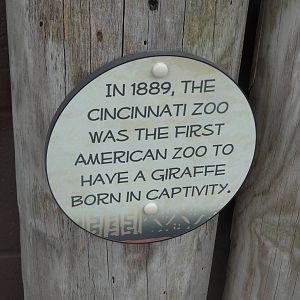 IN 1889, THE
CINCINNATI ZOO
WAS THE FIRST
AMERICAN ZOO TO
HAVE A GIRAFFE
BORN IN CAPTIVITY.